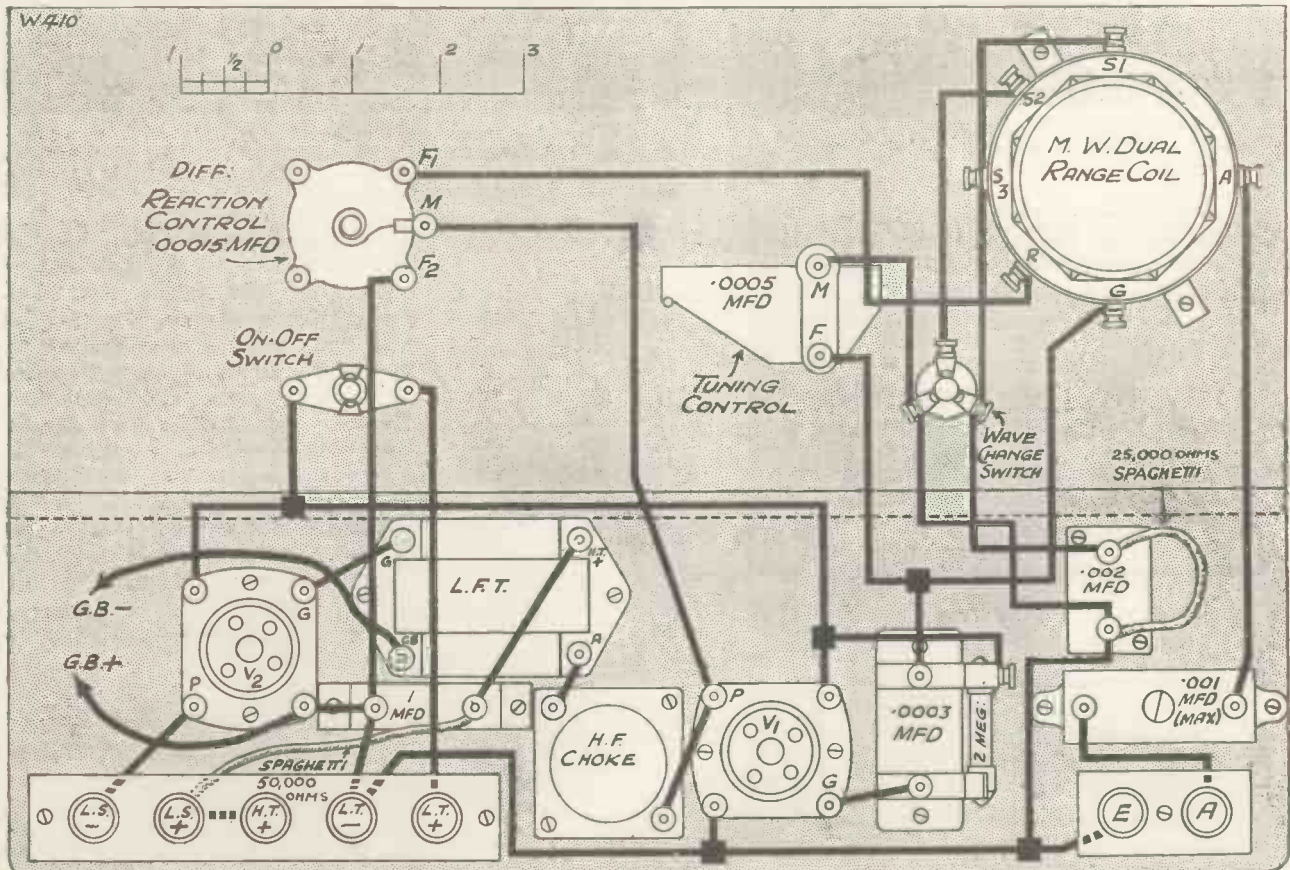 W410
1 ½ 0 1 2 3
DIFF:
REACTION
CONTROL
.00015 MFD
F1
M
F2
ON-OFF
SWITCH
.0005
MFD
M
F
TUNING
CONTROL
S1
S2
S3
M.W. DUAL
RANGE COIL
A
R
G
WAVE
CHANGE
SWITCH
25,000 OHMS
SPAGHETTI
G.B.-
G.B.+
G
V2
P
G
L.F.T.
H.T.
+
GB
A
1
MFD
SPAGHETTI
50,000
OHMS
H.F.
CHOKE
P
V1
G
.0003
MFD
2 MEG.
.002
MFD
.001
MFD
(MAX)
L.S.
-
L.S.
+
H.T.
+
L.T.
-
L.T.
+
E
A